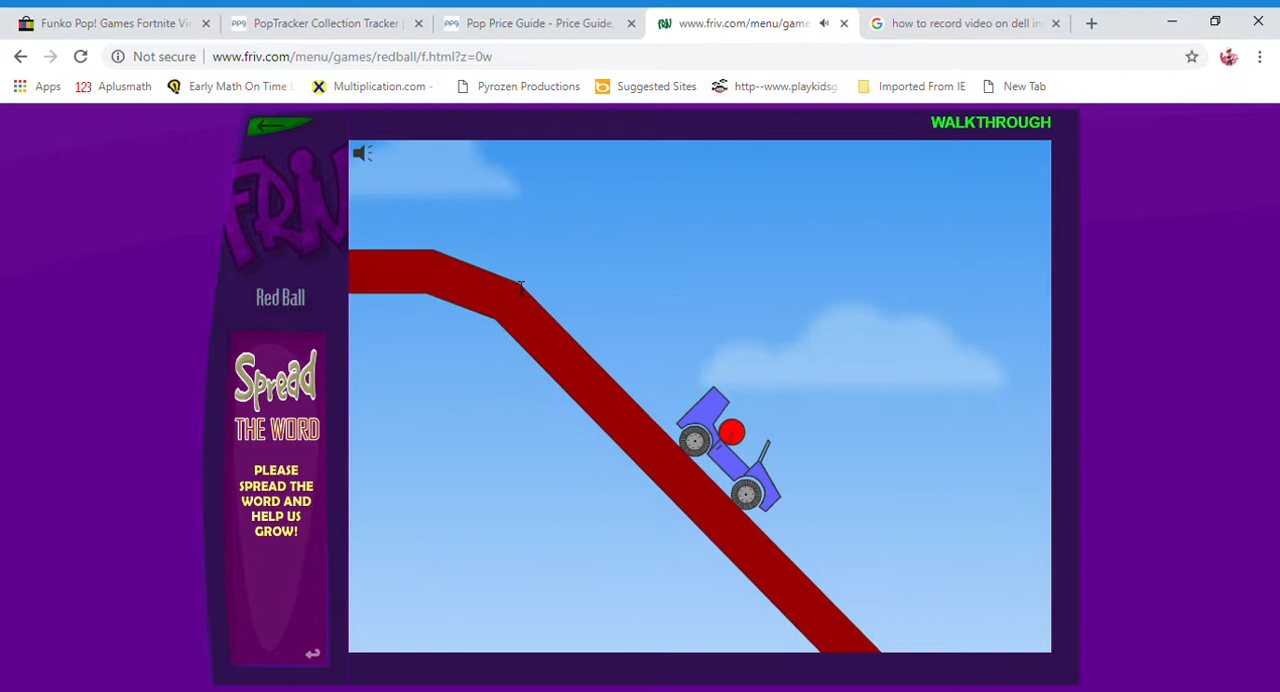 Funko Pop! Games Fortnite Vi
PopTracker Collection Tracker |
Pop Price Guide - Price Guide,
www.friv.com/menu/game
how to record video on dell in
Not secure
www.friv.com/menu/games/redball/f.html?z=0w
Apps
123 Aplusmath
Early Math On Time
Multiplication.com -
Pyrozen Productions
Suggested Sites
http--www.playkidsg
Imported From IE
New Tab
WALKTHROUGH
FRIV
Red Ball
Spread
THE WORD
PLEASE
SPREAD THE
WORD AND
HELP US
GROW!